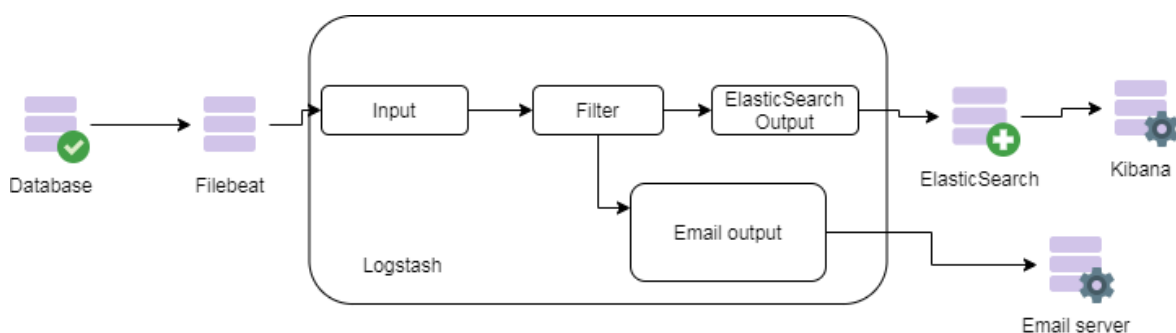 Database
Filebeat
Input
Filter
ElasticSearch
Output
Email output
Logstash
ElasticSearch
Kibana
Email server